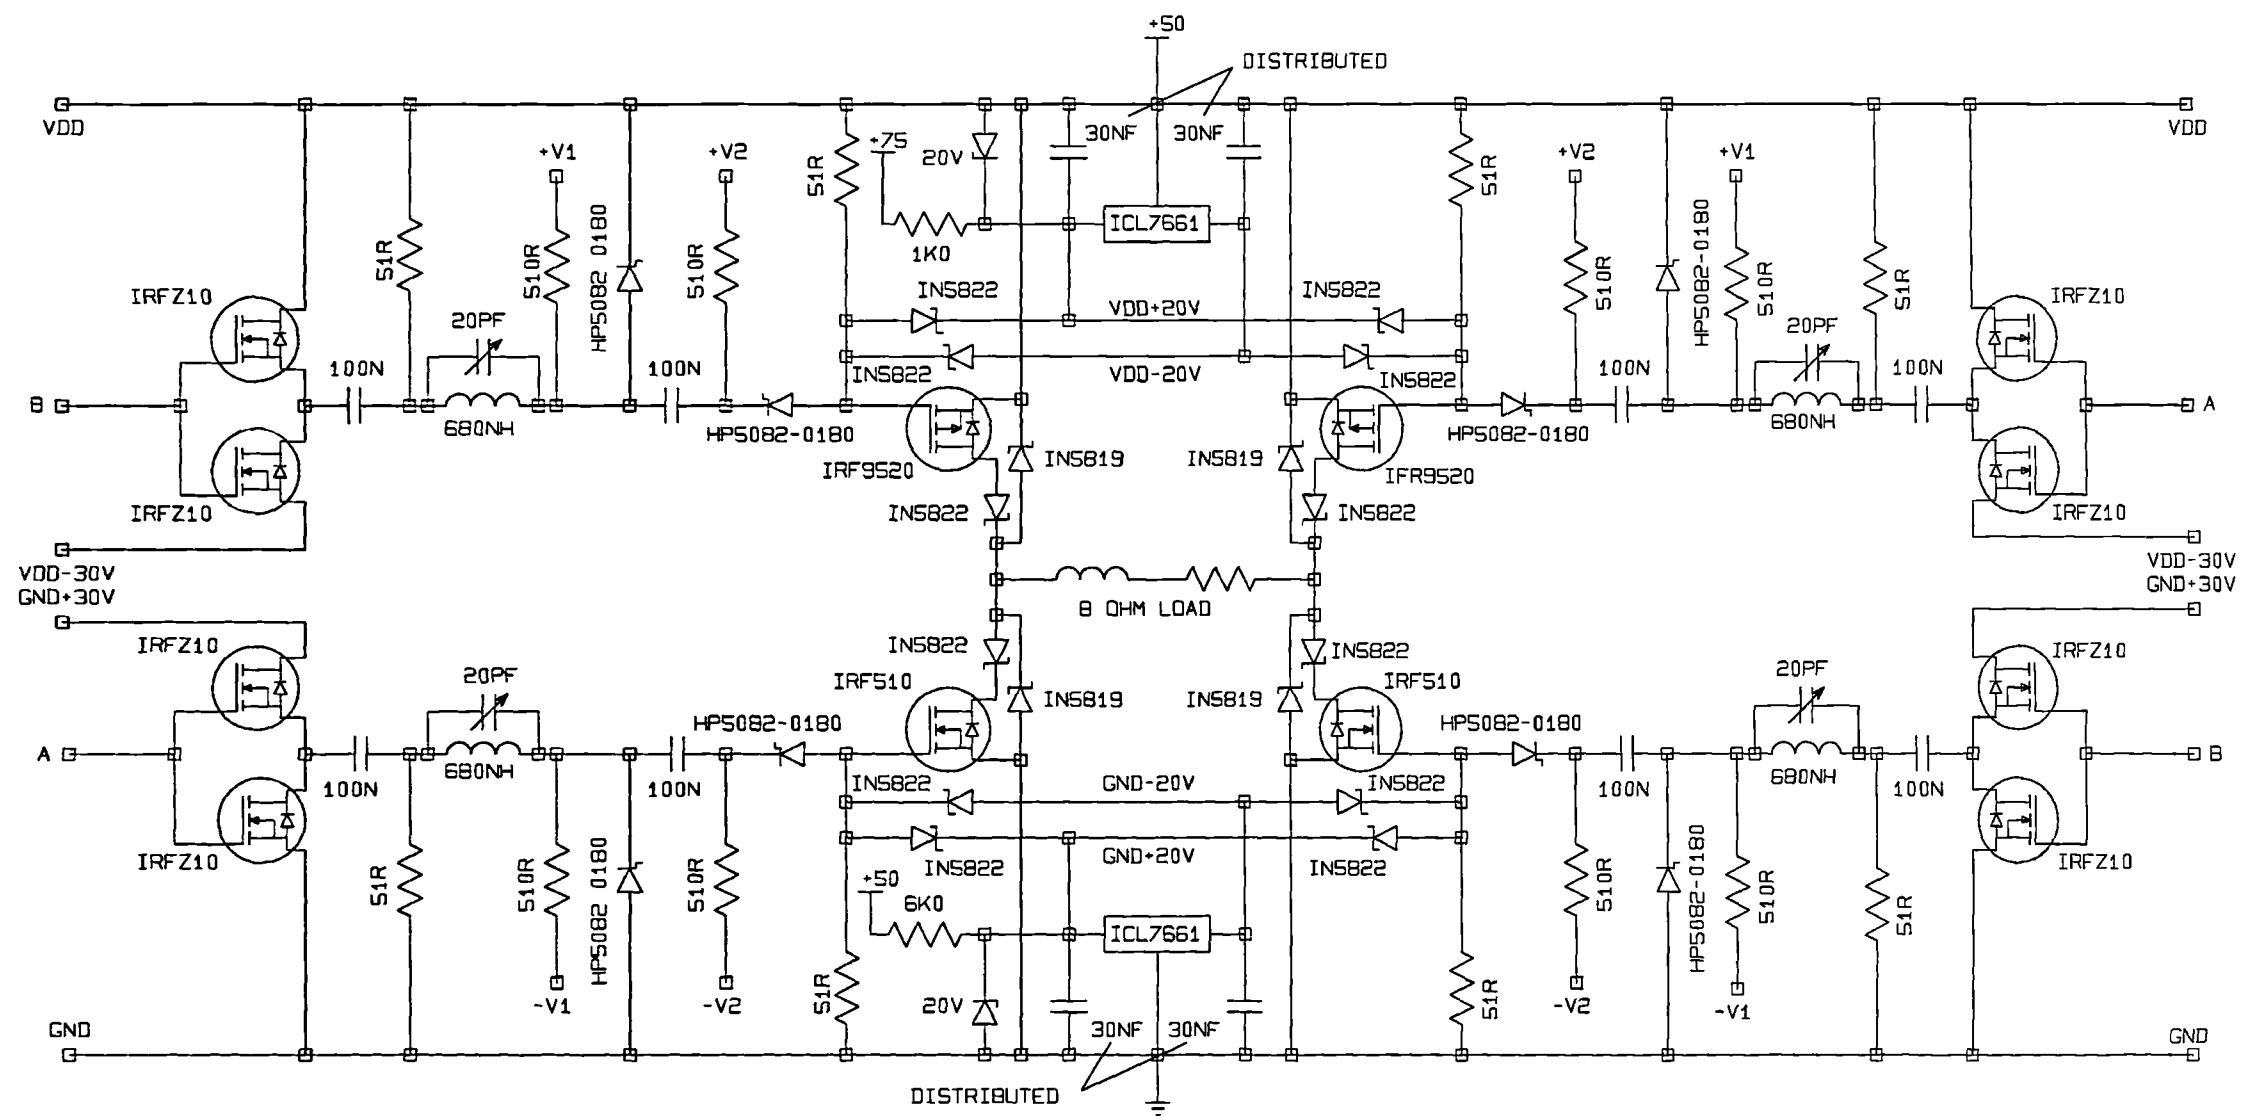 +50
DISTRIBUTED
VDD
VDD
+75
20V
30NF
30NF
+V1
+V2
51R
51R
+V2
+V1
HP5082 0180
HP5082-0180
ICL7661
51R
510R
510R
1K0
510R
510R
51R
IRFZ10
IN5822
IN5822
IRFZ10
VDD+20V
20PF
20PF
100N
100N
IN5822
VDD-20V
IN5822
100N
100N
B
A
680NH
HP5082-0180
HP5082-0180
680NH
IRF9520
IN5819
IN5819
IFR9520
IRFZ10
IN5822
IN5822
IRFZ10
VDD-30V
GND+30V
VDD-30V
GND+30V
8 OHM LOAD
IRFZ10
IN5822
IN5822
IRFZ10
20PF
IRF510
IN5819
IN5819
IRF510
20PF
HP5082-0180
HP5082-0180
A
B
680NH
680NH
100N
100N
IN5822
GND-20V
IN5822
100N
100N
IRFZ10
GND+20V
IRFZ10
IN5822
IN5822
51R
510R
HP5082 0180
510R
+50
6K0
510R
HP5082-0180
510R
51R
ICL7661
51R
20V
51R
-V1
-V2
-V2
-V1
GND
30NF
30NF
GND
DISTRIBUTED